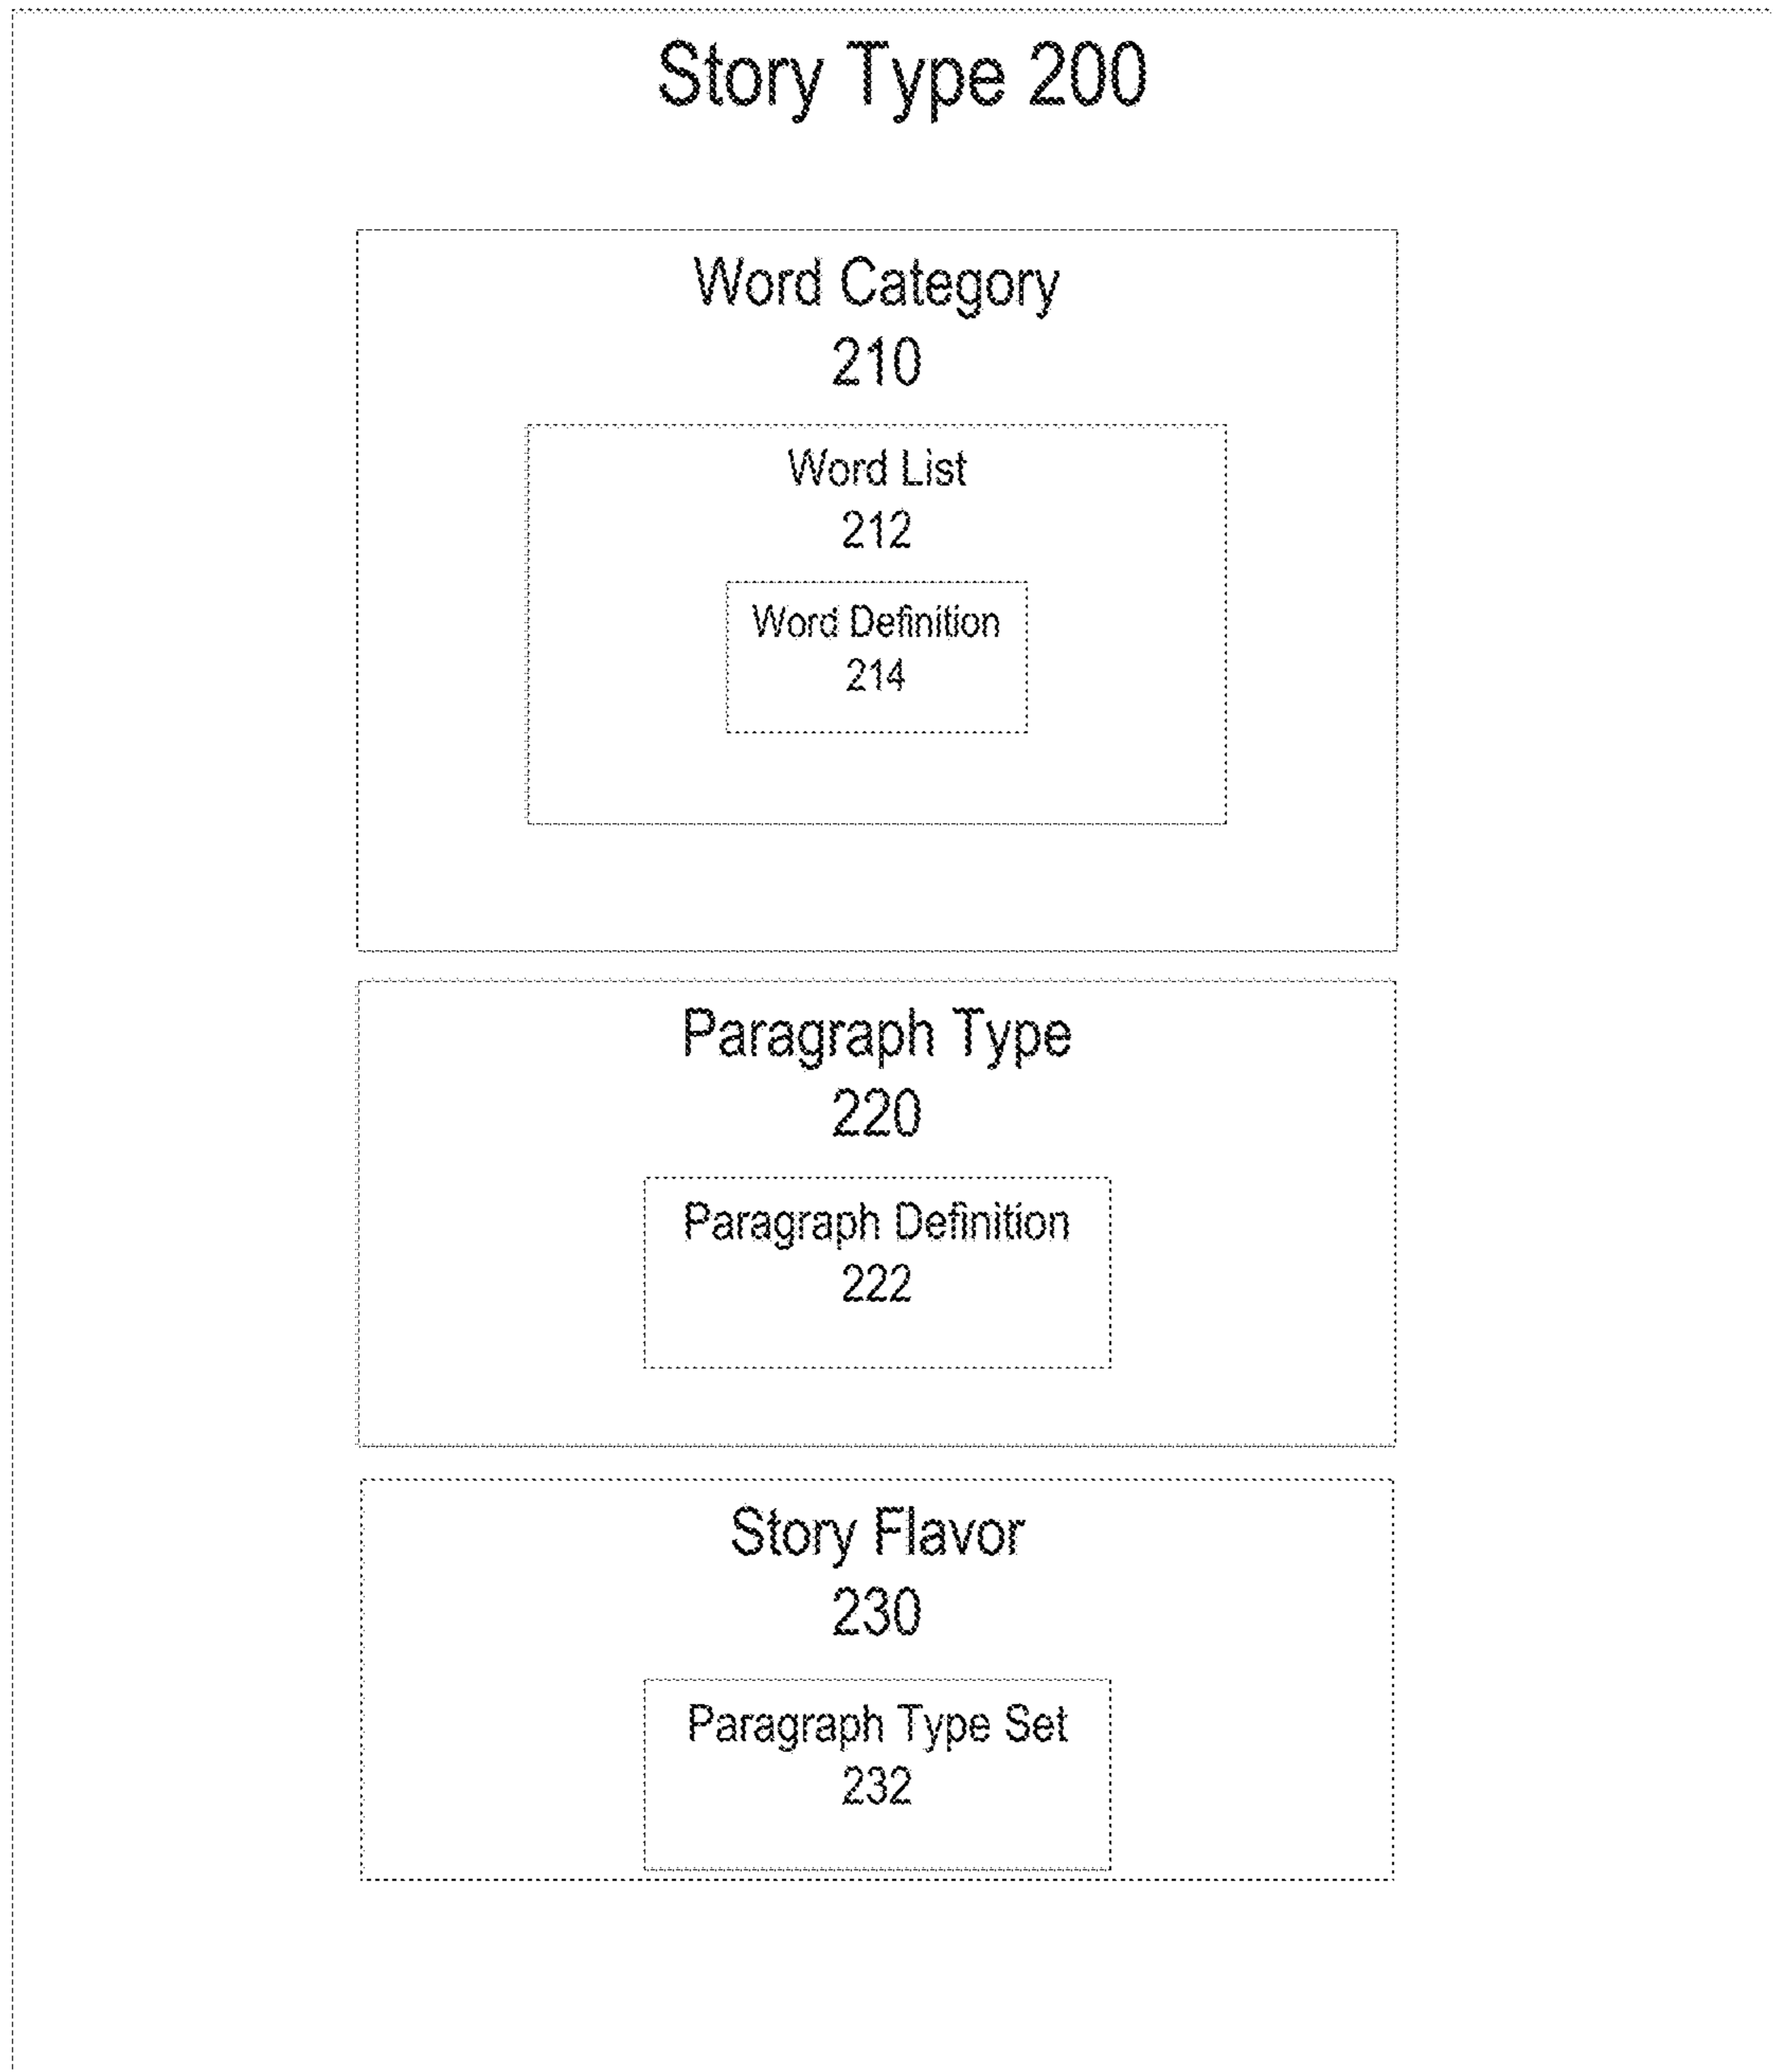 Story Type 200
Word Category
210
Word List
212
Word Definition
214
Paragraph Type
220
Paragraph Definition
222
Story Flavor
230
Paragraph Type Set
232